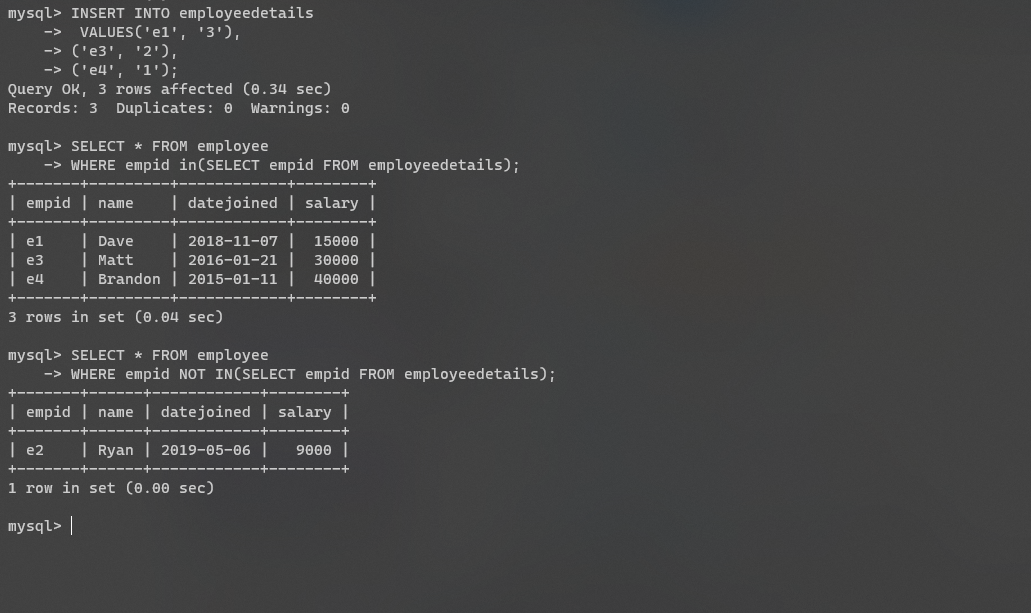 mysql> INSERT INTO employeedetails
    ->  VALUES('e1', '3'),
    -> ('e3', '2'),
    -> ('e4', '1');
Query OK, 3 rows affected (0.34 sec)
Records: 3  Duplicates: 0  Warnings: 0

mysql> SELECT * FROM employee
    -> WHERE empid in(SELECT empid FROM employeedetails);
+-------+---------+------------+--------+
| empid | name    | datejoined | salary |
+-------+---------+------------+--------+
| e1    | Dave    | 2018-11-07 |  15000 |
| e3    | Matt    | 2016-01-21 |  30000 |
| e4    | Brandon | 2015-01-11 |  40000 |
+-------+---------+------------+--------+
3 rows in set (0.04 sec)

mysql> SELECT * FROM employee
    -> WHERE empid NOT IN(SELECT empid FROM employeedetails);
+-------+------+------------+--------+
| empid | name | datejoined | salary |
+-------+------+------------+--------+
| e2    | Ryan | 2019-05-06 |   9000 |
+-------+------+------------+--------+
1 row in set (0.00 sec)

mysql>